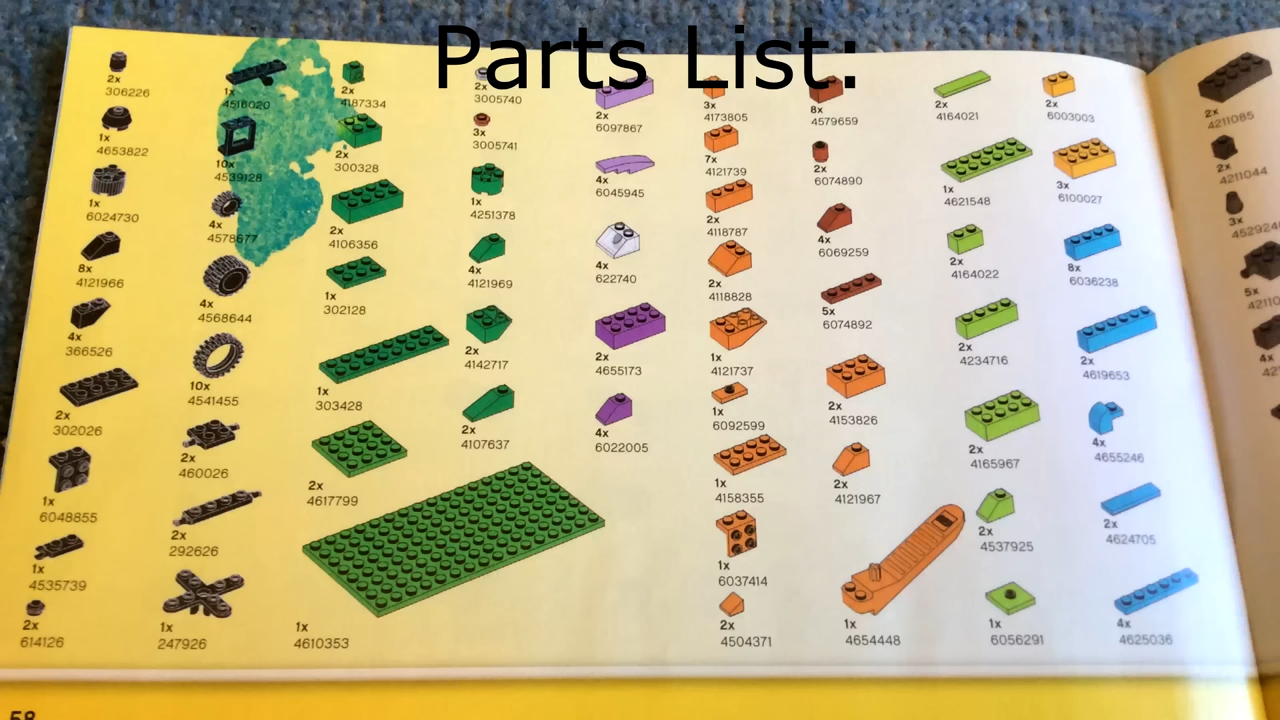 Parts List:
2x
306226
1x
4653822
1x
6024730
8x
4121966
4x
366526
2x
302026
1x
6048855
1x
4535739
2x
614126
1x
4518020
10x
4539128
4x
4578677
4x
4568644
10x
4541455
2x
460026
2x
292626
1x
247926
2x
4187334
2x
300328
2x
4106356
1x
302128
1x
303428
2x
4617799
1x
4610353
2x
3005740
3x
3005741
1x
4251378
4x
4121969
2x
4142717
2x
4107637
2x
6097867
4x
6045945
4x
622740
2x
4655173
4x
6022005
3x
4173805
7x
4121739
2x
4118787
2x
4118828
1x
4121737
1x
6092599
1x
4158355
1x
6037414
2x
4504371
8x
4579659
2x
6074890
4x
6069259
5x
6074892
2x
4153826
2x
4121967
1x
4654448
2x
4164021
1x
4621548
2x
4164022
2x
4234716
2x
4165967
2x
4537925
1x
6056291
2x
6003003
3x
6100027
8x
6036238
2x
4619653
4x
4655246
2x
4624705
4x
4625036
2x
4211085
2x
4211044
3x
5x
4x
58